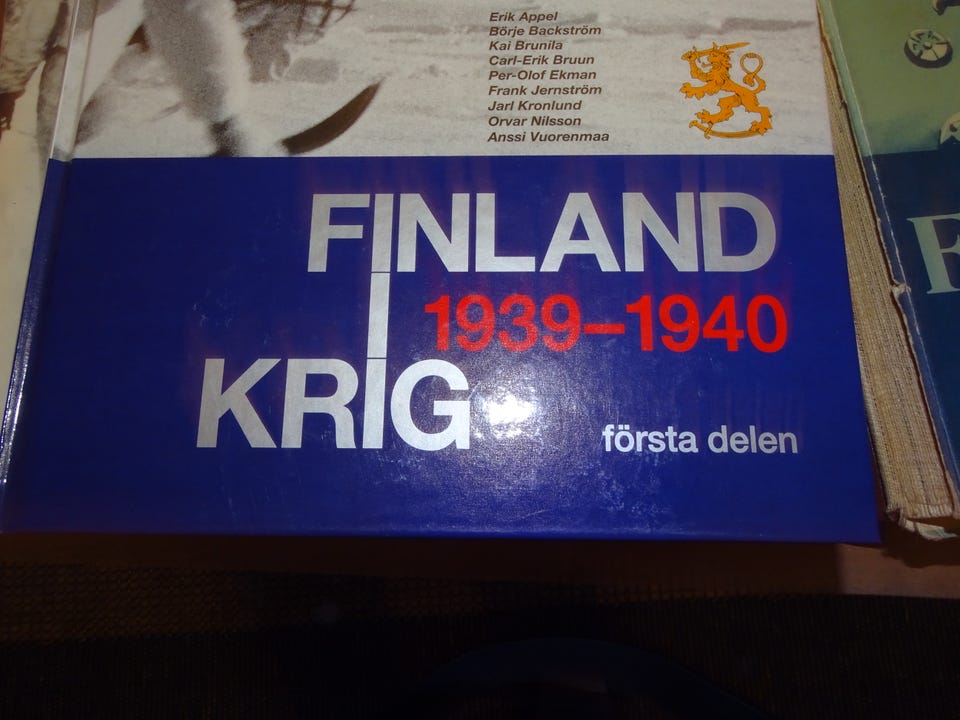 Erik Appel
Börje Backström
Kai Brunila
Carl-Erik Bruun
Per-Olof Ekman
Frank Jernström
Jarl Kronlund
Orvar Nilsson
Anssi Vuorenmaa
FINLAND
I
1939–1940
KRIG
första delen
F